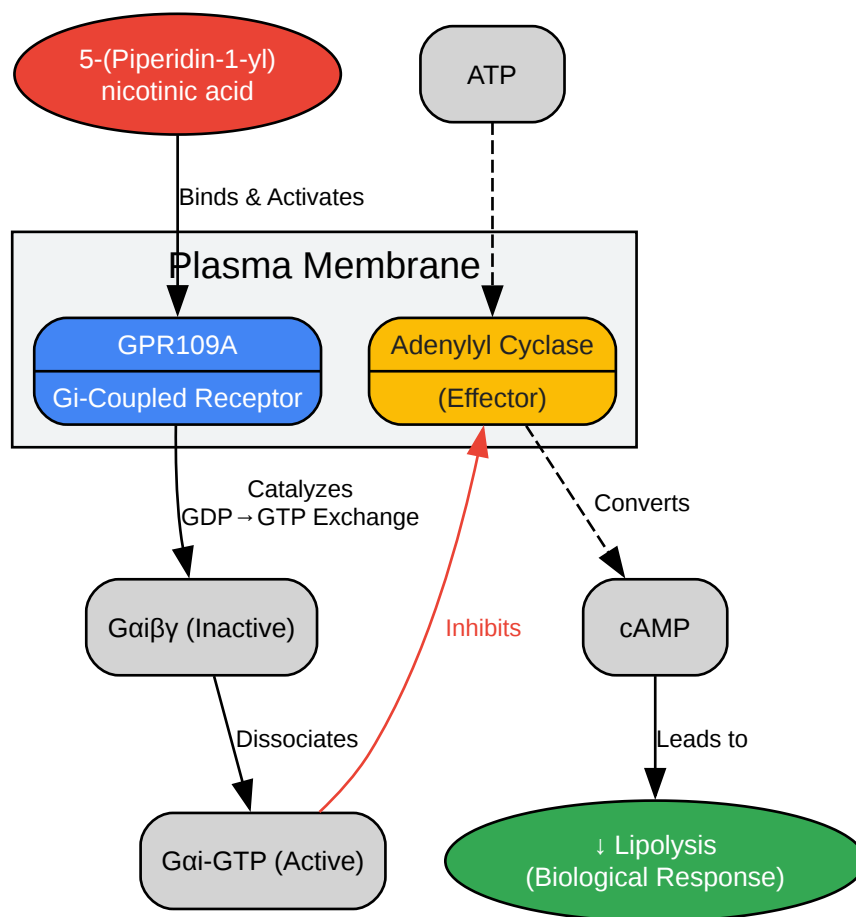 5-(Piperidin-1-yl)
nicotinic acid
ATP
Binds & Activates
Plasma Membrane
GPR109A
Gi-Coupled Receptor
Adenylyl Cyclase
(Effector)
Catalyzes
GDP→GTP Exchange
Converts
Gαiβγ (Inactive)
Inhibits
cAMP
Dissociates
Leads to
Gαi-GTP (Active)
↓ Lipolysis
(Biological Response)